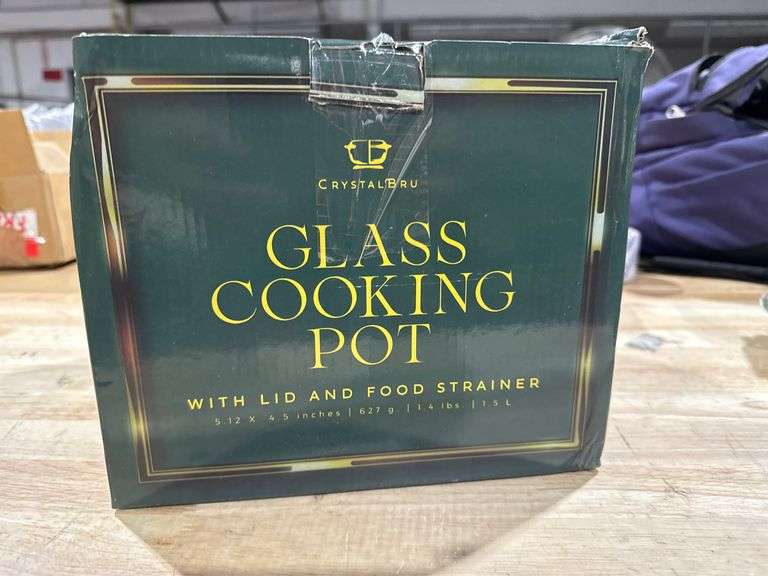 CRYSTALBRU
GLASS
COOKING
POT
WITH LID AND FOOD STRAINER
5.12 X 4.5 inches | 627 g | 1.4 lbs | 1.5 L